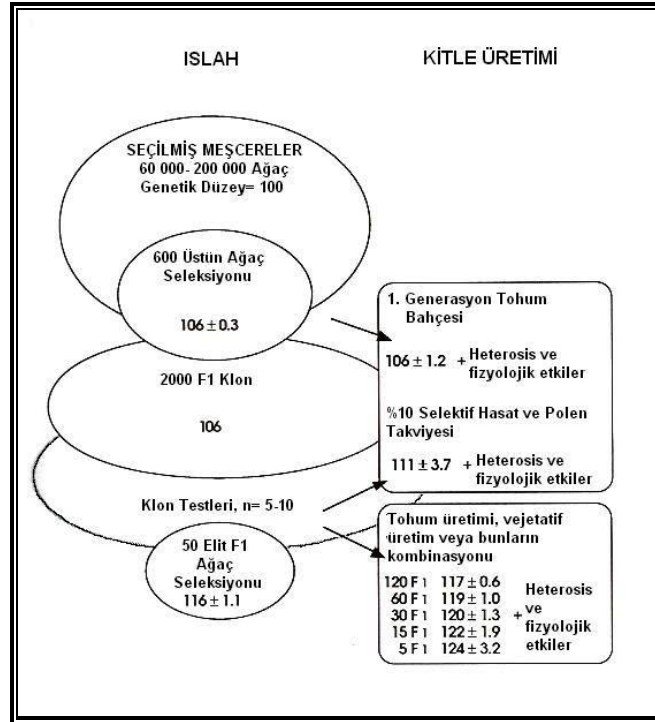 ISLAH
KİTLE ÜRETİMİ
SEÇİLMİŞ MEŞCERELER
60 000- 200 000 Ağaç
Genetik Düzey= 100
600 Üstün Ağaç
Seleksiyonu
106 ± 0.3
2000 F1 Klon
106
Klon Testleri, n= 5-10
50 Elit F1
Ağaç
Seleksiyonu
116 ± 1.1
1. Generasyon Tohum
Bahçesi
106 ± 1.2 + Heterosis ve
fizyolojik etkiler
%10 Selektif Hasat ve Polen
Takviyesi
111 ± 3.7 + Heterosis ve
fizyolojik etkiler
Tohum üretimi, vejetatif
üretim veya bunların
kombinasyonu
120 F1 117 ± 0.6
60 F1 119 ± 1.0
30 F1 120 ± 1.3
15 F1 122 ± 1.9
5 F1 124 ± 3.2
+ Heterosis
ve
fizyolojik
etkiler